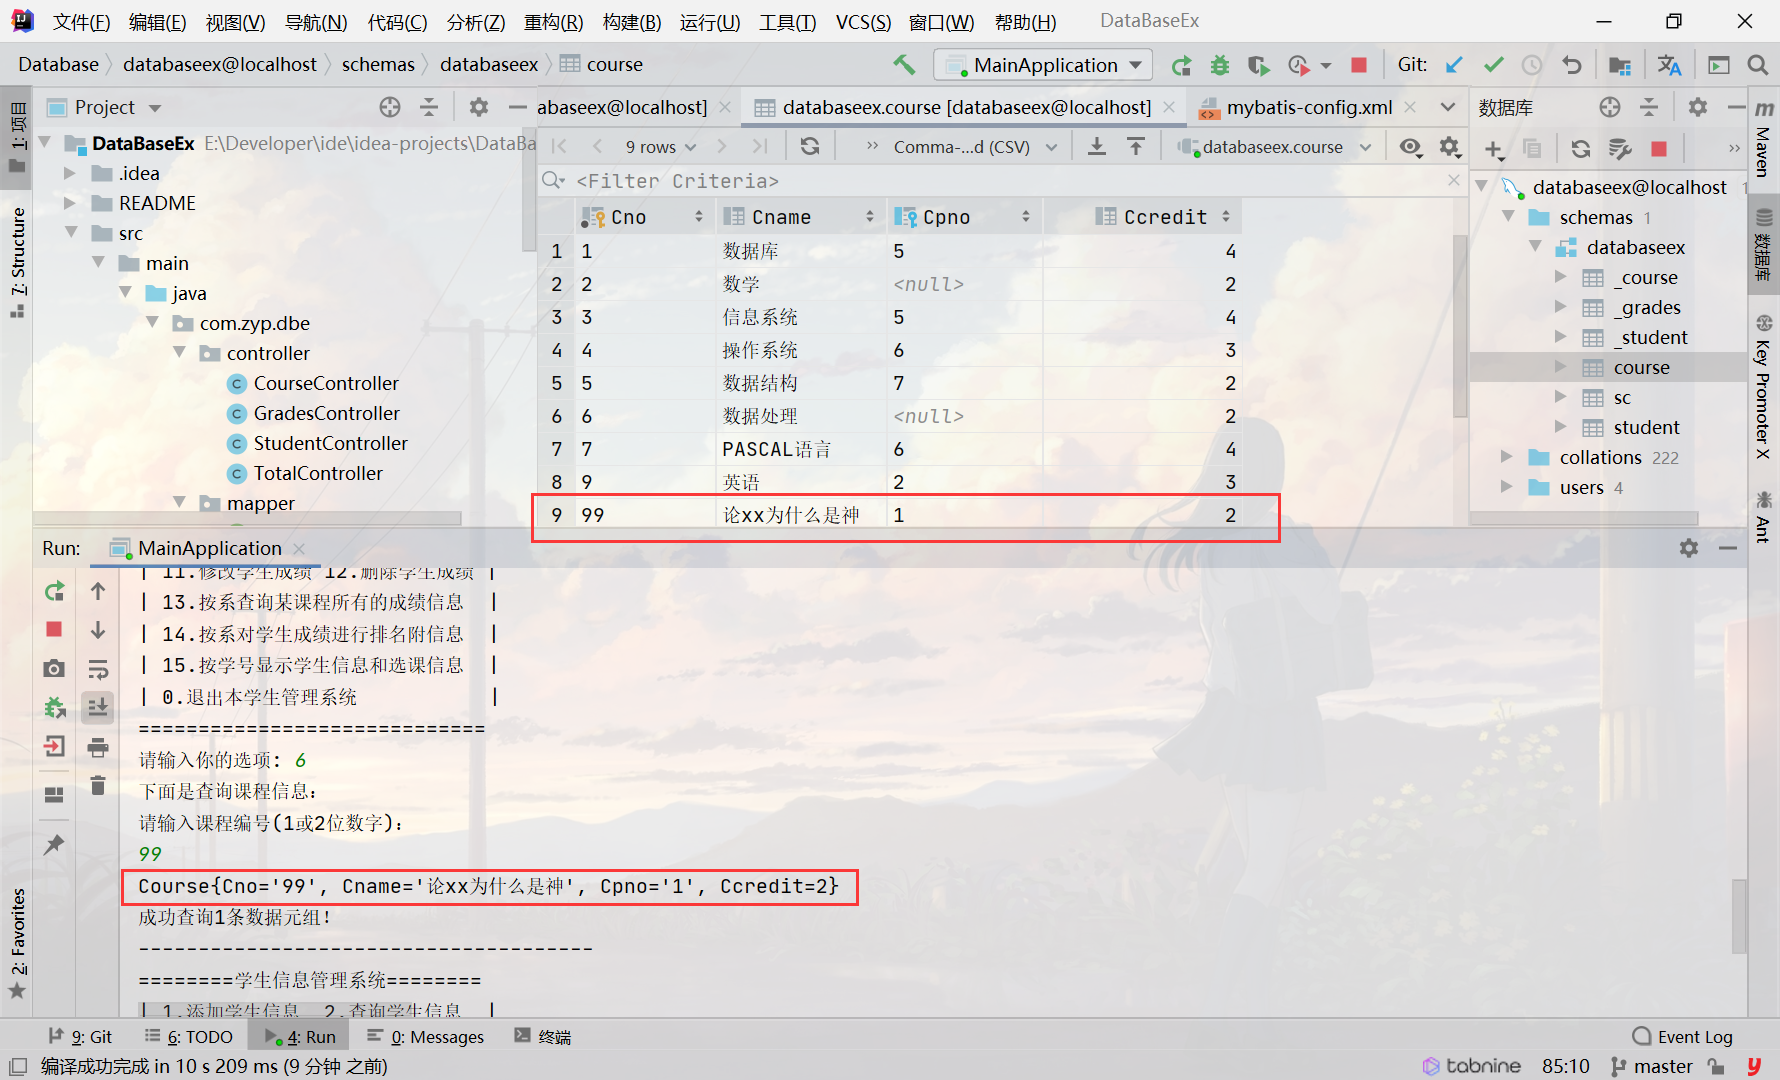 文件(F) 编辑(E) 视图(V) 导航(N) 代码(C) 分析(Z) 重构(R) 构建(B) 运行(U) 工具(T) VCS(S) 窗口(W) 帮助(H) DataBaseEx
Database databaseex@localhost schemas databaseex course MainApplication Git:
1: 项目
7: Structure
2: Favorites
Project
DataBaseEx E:\Developer\ide\idea-projects\DataBa
.idea
README
src
main
java
com.zyp.dbe
controller
CourseController
GradesController
StudentController
TotalController
mapper
abaseex@localhost] databaseex.course [databaseex@localhost] mybatis-config.xml
9 rows Comma-...d (CSV) databaseex.course
<Filter Criteria>
Cno Cname Cpno Ccredit
1 1 数据库 5 4
2 2 数学 <null> 2
3 3 信息系统 5 4
4 4 操作系统 6 3
5 5 数据结构 7 2
6 6 数据处理 <null> 2
7 7 PASCAL语言 6 4
8 9 英语 2 3
9 99 论xx为什么是神 1 2
数据库
databaseex@localhost 1
schemas 1
databaseex
_course
_grades
_student
course
sc
student
collations 222
users 4
m Maven
数据库
Key Promoter X
Ant
Run: MainApplication
| 11.修改学生成绩 12.删除学生成绩 |
| 13.按系查询某课程所有的成绩信息 |
| 14.按系对学生成绩进行排名附信息 |
| 15.按学号显示学生信息和选课信息 |
| 0.退出本学生管理系统 |
=============================
请输入你的选项: 6
下面是查询课程信息:
请输入课程编号(1或2位数字):
99
Course{Cno='99', Cname='论xx为什么是神', Cpno='1', Ccredit=2}
成功查询1条数据元组!
--------------------------------------
========学生信息管理系统========
| 1.添加学生信息 2.查询学生信息 |
9: Git 6: TODO 4: Run 0: Messages 终端 Event Log
编译成功完成 in 10 s 209 ms (9 分钟 之前) tabnine 85:10 master